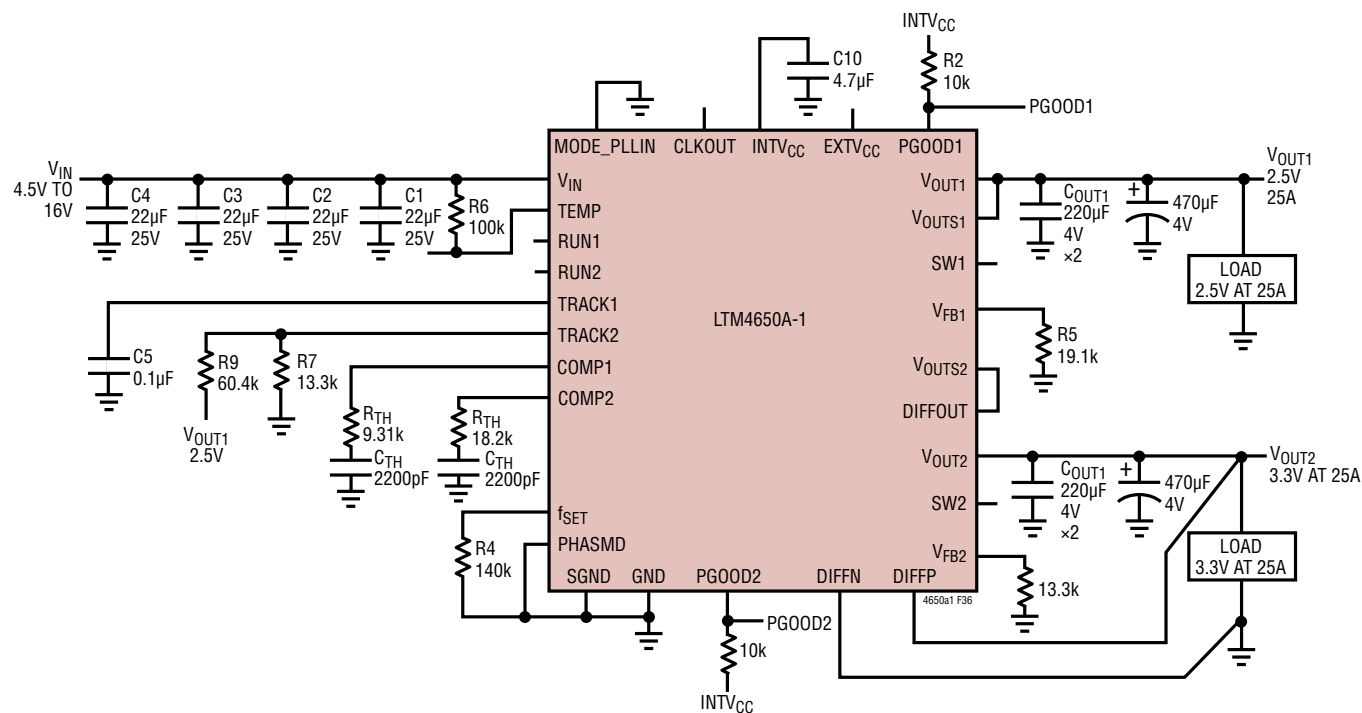 INTVCC
C10
4.7µF
R2
10k
PGOOD1
MODE_PLLIN
CLKOUT
INTVCC
EXTVCC
PGOOD1
VIN
4.5V TO
16V
C4
22µF
25V
C3
22µF
25V
C2
22µF
25V
C1
22µF
25V
R6
100k
VIN
TEMP
RUN1
RUN2
TRACK1
TRACK2
COMP1
COMP2
fSET
PHASMD
SGND
GND
PGOOD2
DIFFN
DIFFP
LTM4650A-1
VOUT1
VOUTS1
SW1
VFB1
VOUTS2
DIFFOUT
VOUT2
SW2
VFB2
4650a1 F36
COUT1
220µF
4V
×2
+
470µF
4V
VOUT1
2.5V
25A
LOAD
2.5V AT 25A
R5
19.1k
C5
0.1µF
R9
60.4k
VOUT1
2.5V
R7
13.3k
RTH
9.31k
CTH
2200pF
RTH
18.2k
CTH
2200pF
R4
140k
COUT1
220µF
4V
×2
+
470µF
4V
VOUT2
3.3V AT 25A
LOAD
3.3V AT 25A
13.3k
PGOOD2
10k
INTVCC